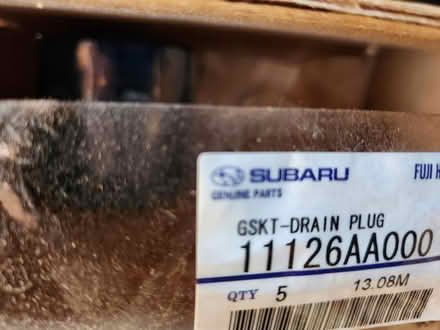 SUBARU FUJI H
GENUINE PARTS
GSKT-DRAIN PLUG
11126AA000
QTY 5 13.08M